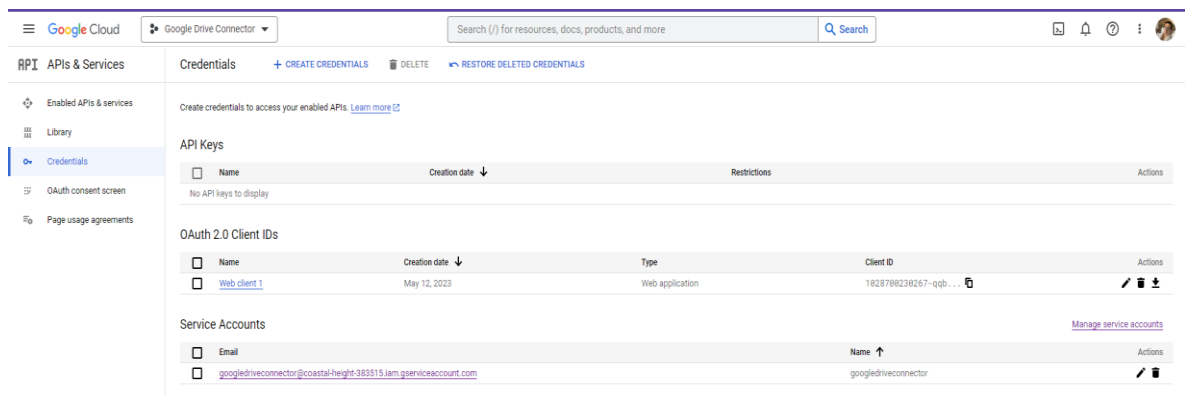 Google Cloud Google Drive Connector Search (/) for resources, docs, products, and more Search
API APIs & Services Credentials + CREATE CREDENTIALS DELETE RESTORE DELETED CREDENTIALS
Enabled APIs & services
Create credentials to access your enabled APIs. Learn more
Library
API Keys
Credentials
Name Creation date Restrictions Actions
OAuth consent screen
No API keys to display
Page usage agreements
OAuth 2.0 Client IDs
Name Creation date Type Client ID Actions
Web client 1 May 12, 2023 Web application 1028700230267-qqb...
Service Accounts Manage service accounts
Email Name Actions
googledriveconnector@coastal-height-383515.iam.gserviceaccount.com googledriveconnector